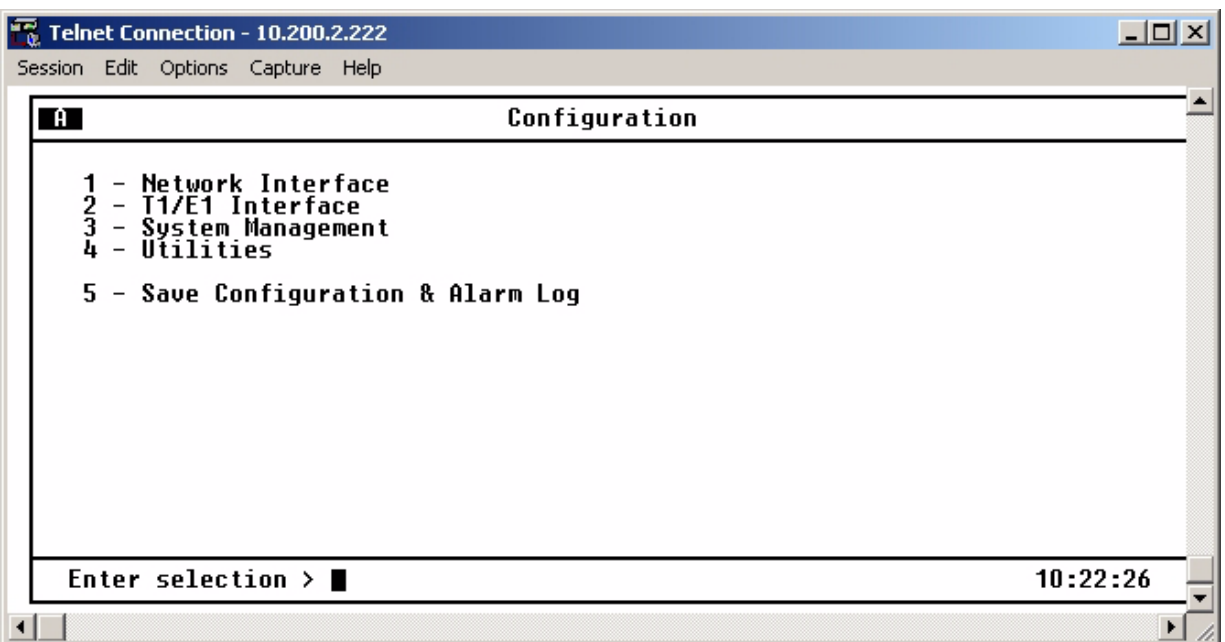 Telnet Connection - 10.200.2.222
Session Edit Options Capture Help
A Configuration
1 - Network Interface
2 - T1/E1 Interface
3 - System Management
4 - Utilities
5 - Save Configuration & Alarm Log
Enter selection > 10:22:26